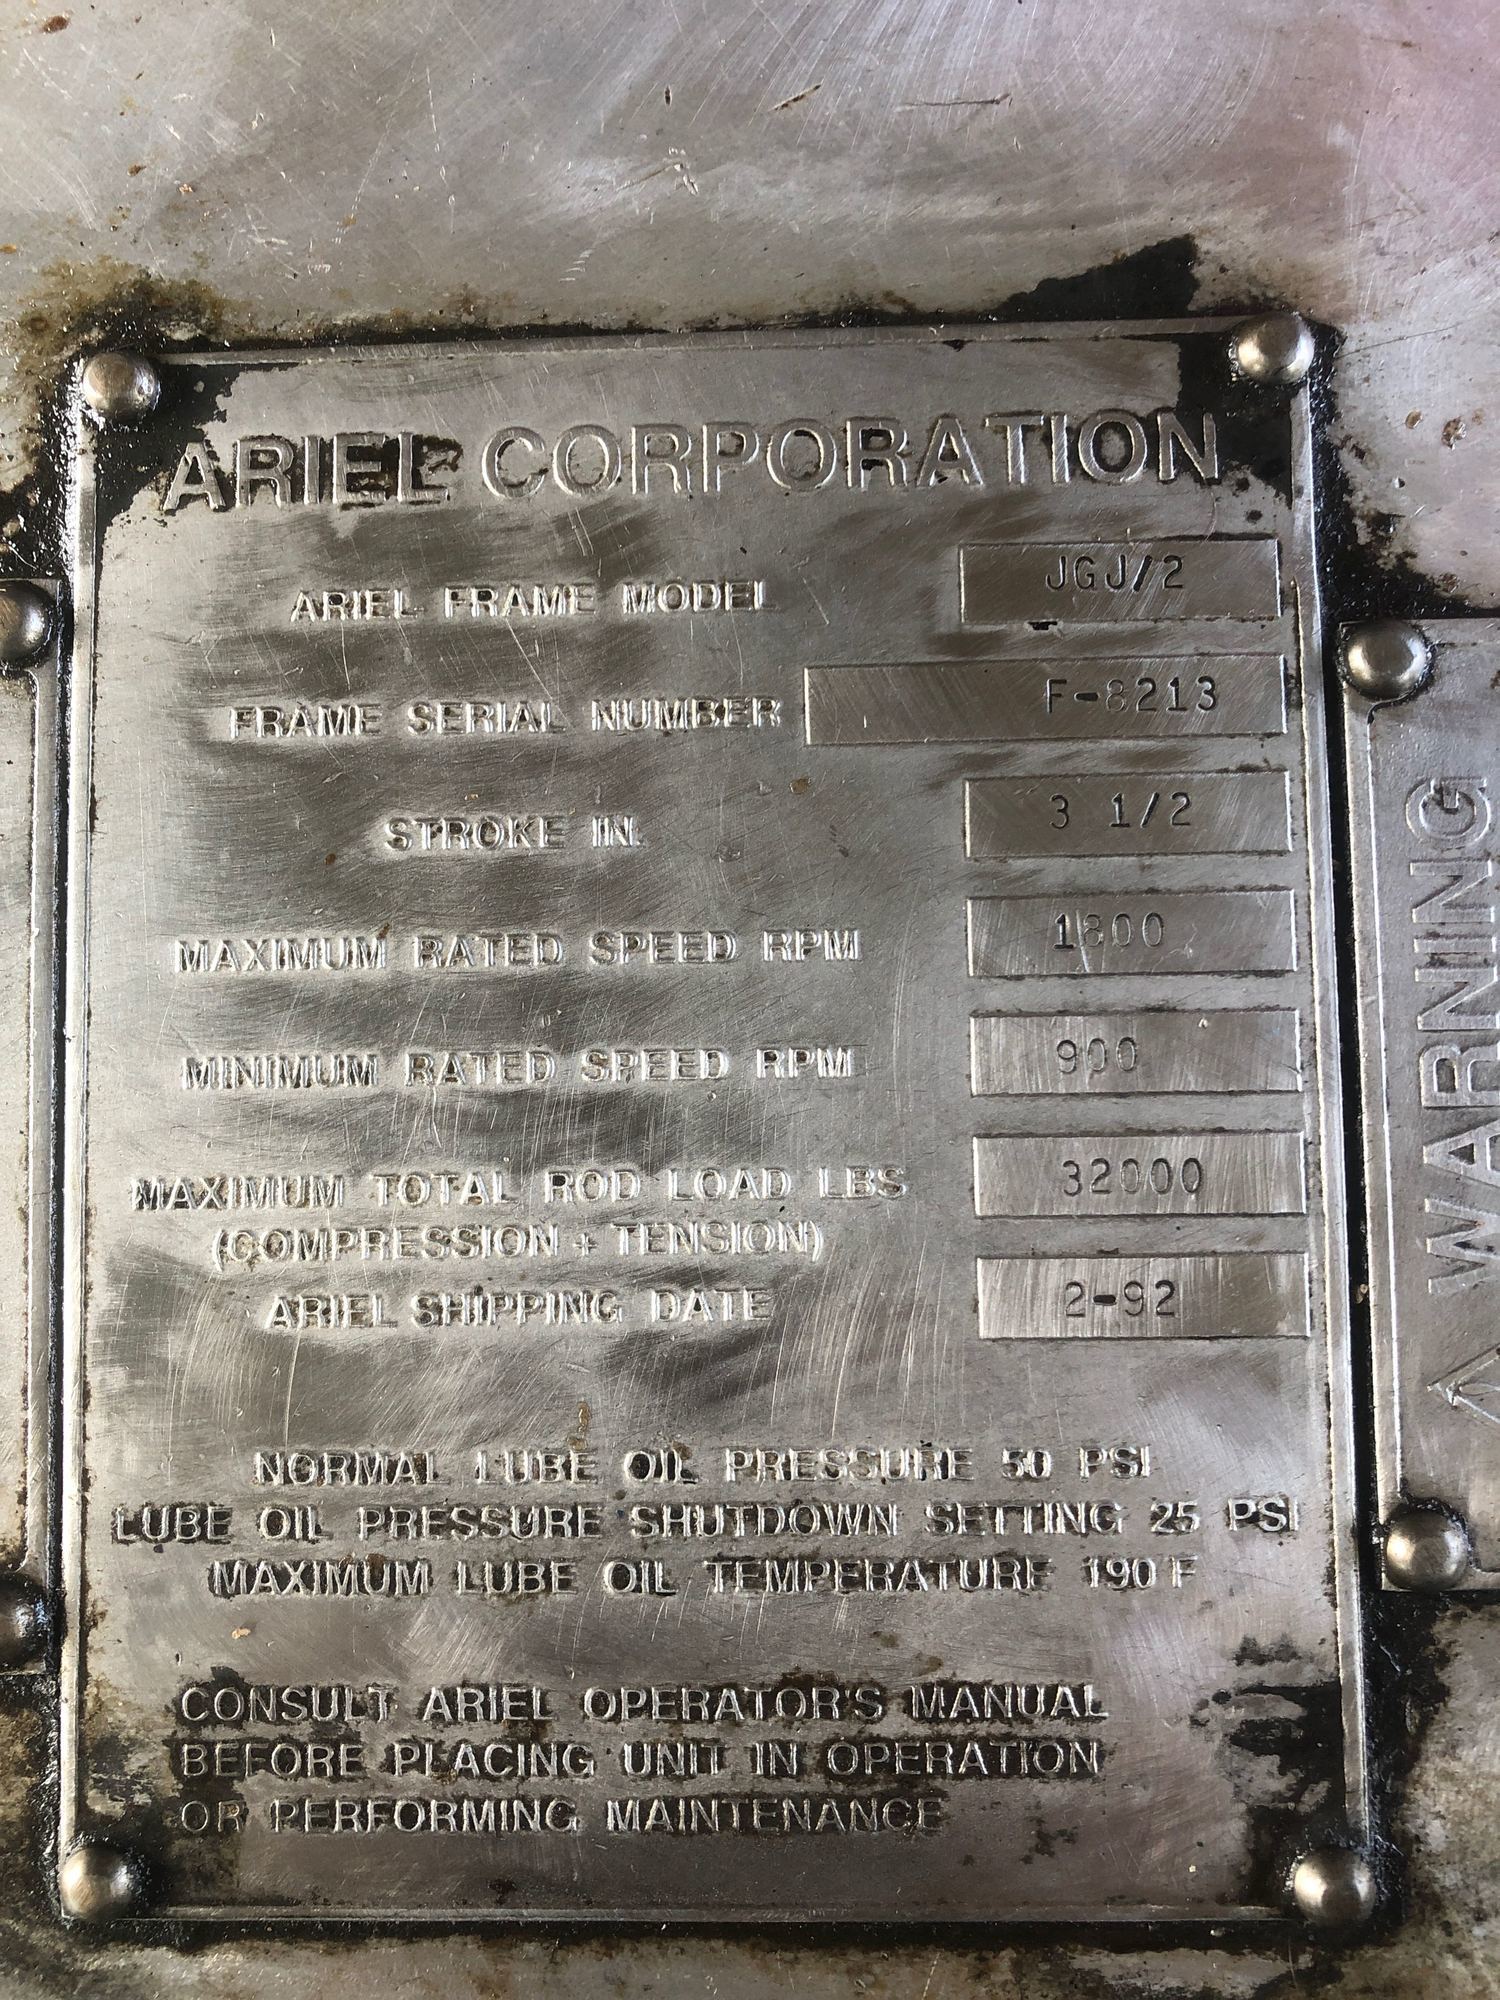 ARIEL CORPORATION
ARIEL FRAME MODEL JGJ/2
FRAME SERIAL NUMBER F-8213
STROKE IN. 3 1/2
MAXIMUM RATED SPEED RPM 1800
MINIMUM RATED SPEED RPM 900
MAXIMUM TOTAL ROD LOAD LBS 32000
(COMPRESSION + TENSION)
ARIEL SHIPPING DATE 2-92
NORMAL LUBE OIL PRESSURE 50 PSI
LUBE OIL PRESSURE SHUTDOWN SETTING 25 PSI
MAXIMUM LUBE OIL TEMPERATURE 190 F
CONSULT ARIEL OPERATOR'S MANUAL
BEFORE PLACING UNIT IN OPERATION
OR PERFORMING MAINTENANCE
WARNING